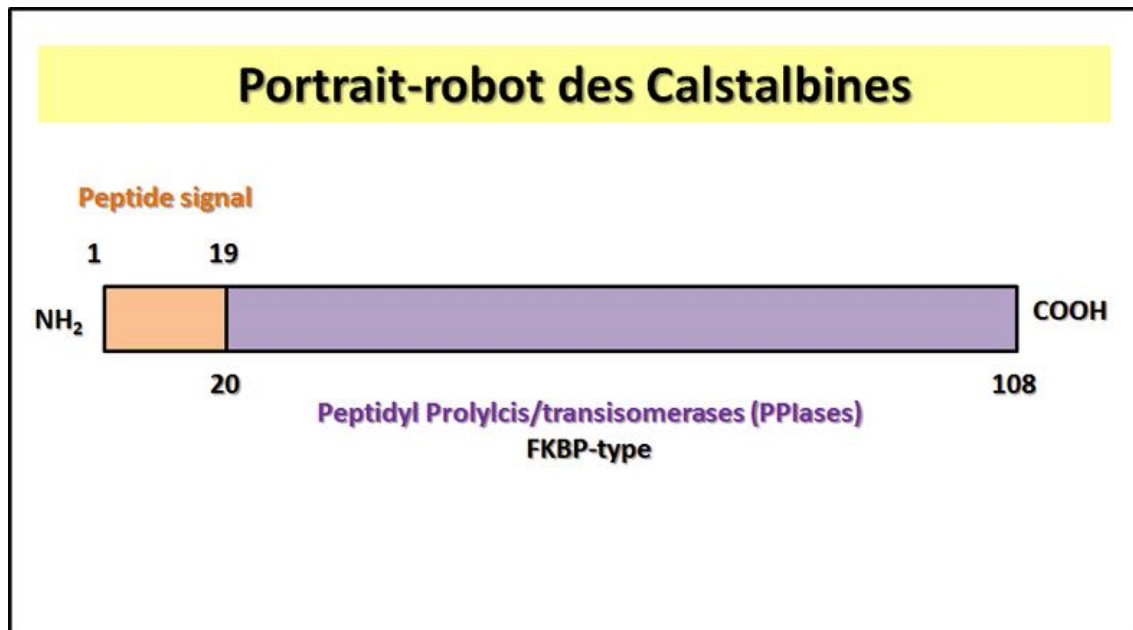 Portrait-robot des Calstalbines
Peptide signal
1 19
NH₂ COOH
20 108
Peptidyl Prolylcis/transisomerases (PPIases)
FKBP-type